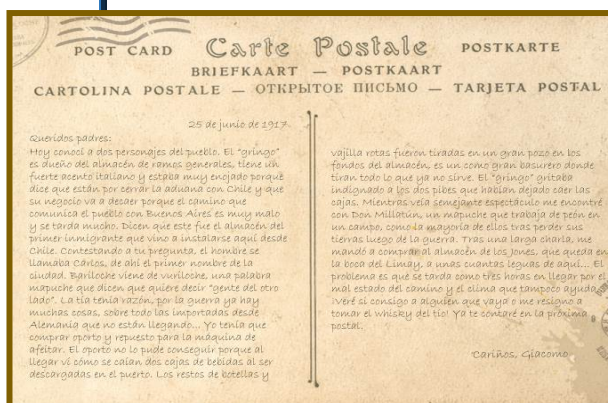 POST CARD Carte Postale POSTKARTE
BRIEFKAART — POSTKAART
CARTOLINA POSTALE — ОТКРЫТОЕ ПИСЬМО — TARJETA POSTAL
25 de junio de 1917
Queridos padres:
Hoy conocí a dos personajes del pueblo. El "gringo"
es dueño del almacén de ramos generales, tiene un
fuerte acento italiano y estaba muy enojado porque
dice que están por cerrar la aduana con Chile y que
su negocio va a decaer porque el camino que
comunica el pueblo con Buenos Aires es muy malo
y se tarda mucho. Dicen que este fue el almacén del
primer inmigrante que vino a instalarse aquí desde
Chile. Contestando a tu pregunta, el hombre se
llamaba Carlos, de ahí el primer nombre de la
ciudad. Bariloche viene de vuriloche, una palabra
mapuche que dicen que quiere decir "gente del otro
lado". La tía tenía razón, por la guerra ya hay
muchas cosas, sobre todo las importadas desde
Alemania que no están llegando... Yo tenía que
comprar oporto y repuesto para la máquina de
afeitar. El oporto no lo pude conseguir porque al
llegar vi cómo se caían dos cajas de bebidas al ser
descargadas en el puerto. Los restos de botellas y
vajilla rotas fueron tiradas en un gran pozo en los
fondos del almacén, es un como gran basurero donde
tiran todo lo que ya no sirve. El "gringo" gritaba
indignado a los dos pibes que habían dejado caer las
cajas. Mientras veía semejante espectáculo me encontré
con Don Millatún, un mapuche que trabaja de peón en
un campo, como la mayoría de ellos tras perder sus
tierras luego de la guerra. Tras una larga charla, me
mandó a comprar al almacén de los Jones, que queda en
la boca del Limay, a unas cuantas leguas de aquí... El
problema es que se tarda como tres horas en llegar por el
mal estado del camino y el clima que tampoco ayuda.
¡Veré si consigo a alguien que vaya o me resigno a
tomar el whisky del tío! Ya te contaré en la próxima
postal.
Cariños, Giacomo